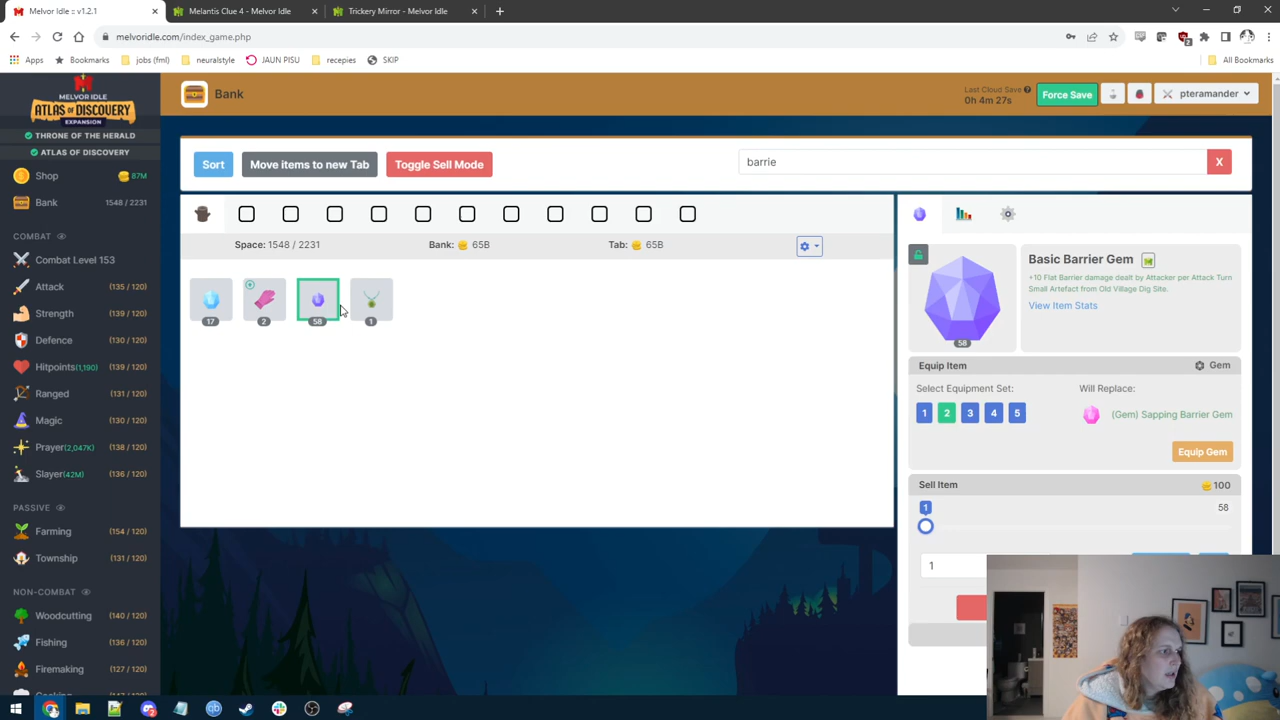 Melvor Idle :: v1.2.1
Melantis Clue 4 - Melvor Idle
Trickery Mirror - Melvor Idle
melvoridle.com/index_game.php
Apps
Bookmarks
jobs (fml)
neuralstyle
JAUN PISU
recepies
SKIP
All Bookmarks
MELVOR IDLE
ATLAS OF DISCOVERY
EXPANSION
THRONE OF THE HERALD
ATLAS OF DISCOVERY
Shop 87M
Bank 1548 / 2231
COMBAT
Combat Level 153
Attack (135 / 120)
Strength (139 / 120)
Defence (130 / 120)
Hitpoints (1,190) (139 / 120)
Ranged (131 / 120)
Magic (130 / 120)
Prayer (2,047K) (138 / 120)
Slayer (42M) (136 / 120)
PASSIVE
Farming (154 / 120)
Township (131 / 120)
NON-COMBAT
Woodcutting (140 / 120)
Fishing (136 / 120)
Firemaking (127 / 120)
Bank
Last Cloud Save
0h 4m 27s
Force Save
pteramander
Sort
Move items to new Tab
Toggle Sell Mode
barrie
X
Space: 1548 / 2231
Bank: 65B
Tab: 65B
17
2
58
1
Basic Barrier Gem
+10 Flat Barrier damage dealt by Attacker per Attack Turn
Small Artefact from Old Village Dig Site.
View Item Stats
58
Equip Item
Gem
Select Equipment Set:
Will Replace:
1 2 3 4 5
(Gem) Sapping Barrier Gem
Equip Gem
Sell Item
100
1
58
1